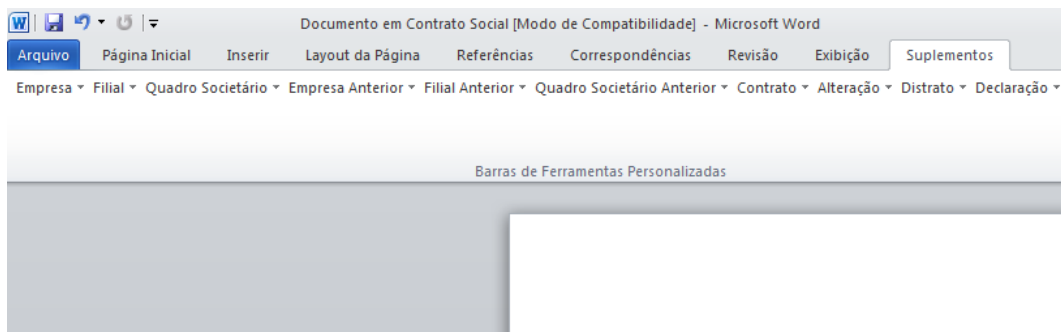 Documento em Contrato Social [Modo de Compatibilidade] - Microsoft Word
Arquivo Página Inicial Inserir Layout da Página Referências Correspondências Revisão Exibição Suplementos
Empresa Filial Quadro Societário Empresa Anterior Filial Anterior Quadro Societário Anterior Contrato Alteração Distrato Declaração
Barras de Ferramentas Personalizadas